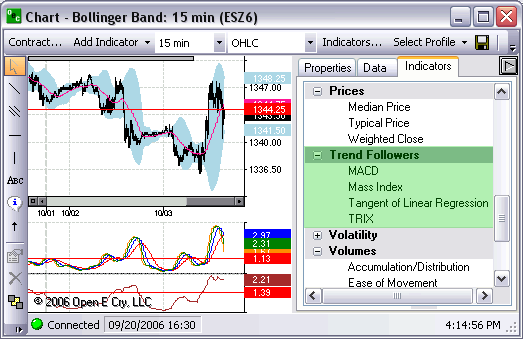 Chart - Bollinger Band: 15 min (ESZ6)
Contract... Add Indicator 15 min OHLC Indicators... Select Profile
Properties Data Indicators
1348.25
1347.00
1344.25
1341.50
1340.00
1336.50
10/01 10/02 10/03
2.97
2.31
1.13
2.21
1.39
© 2006 Open-E Cry, LLC
ABC
Prices
Median Price
Typical Price
Weighted Close
Trend Followers
MACD
Mass Index
Tangent of Linear Regression
TRIX
Volatility
Volumes
Accumulation/Distribution
Ease of Movement
Connected 09/20/2006 16:30 4:14:56 PM